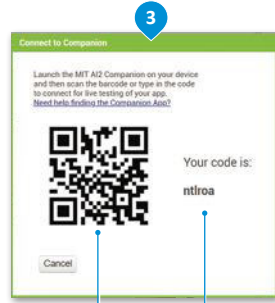 3
Connect to Companion
Launch the MIT AI2 Companion on your device
and then scan the barcode or type in the code
to connect for live testing of your app.
Need help finding the Companion App?
Your code is:
ntlroa
Cancel